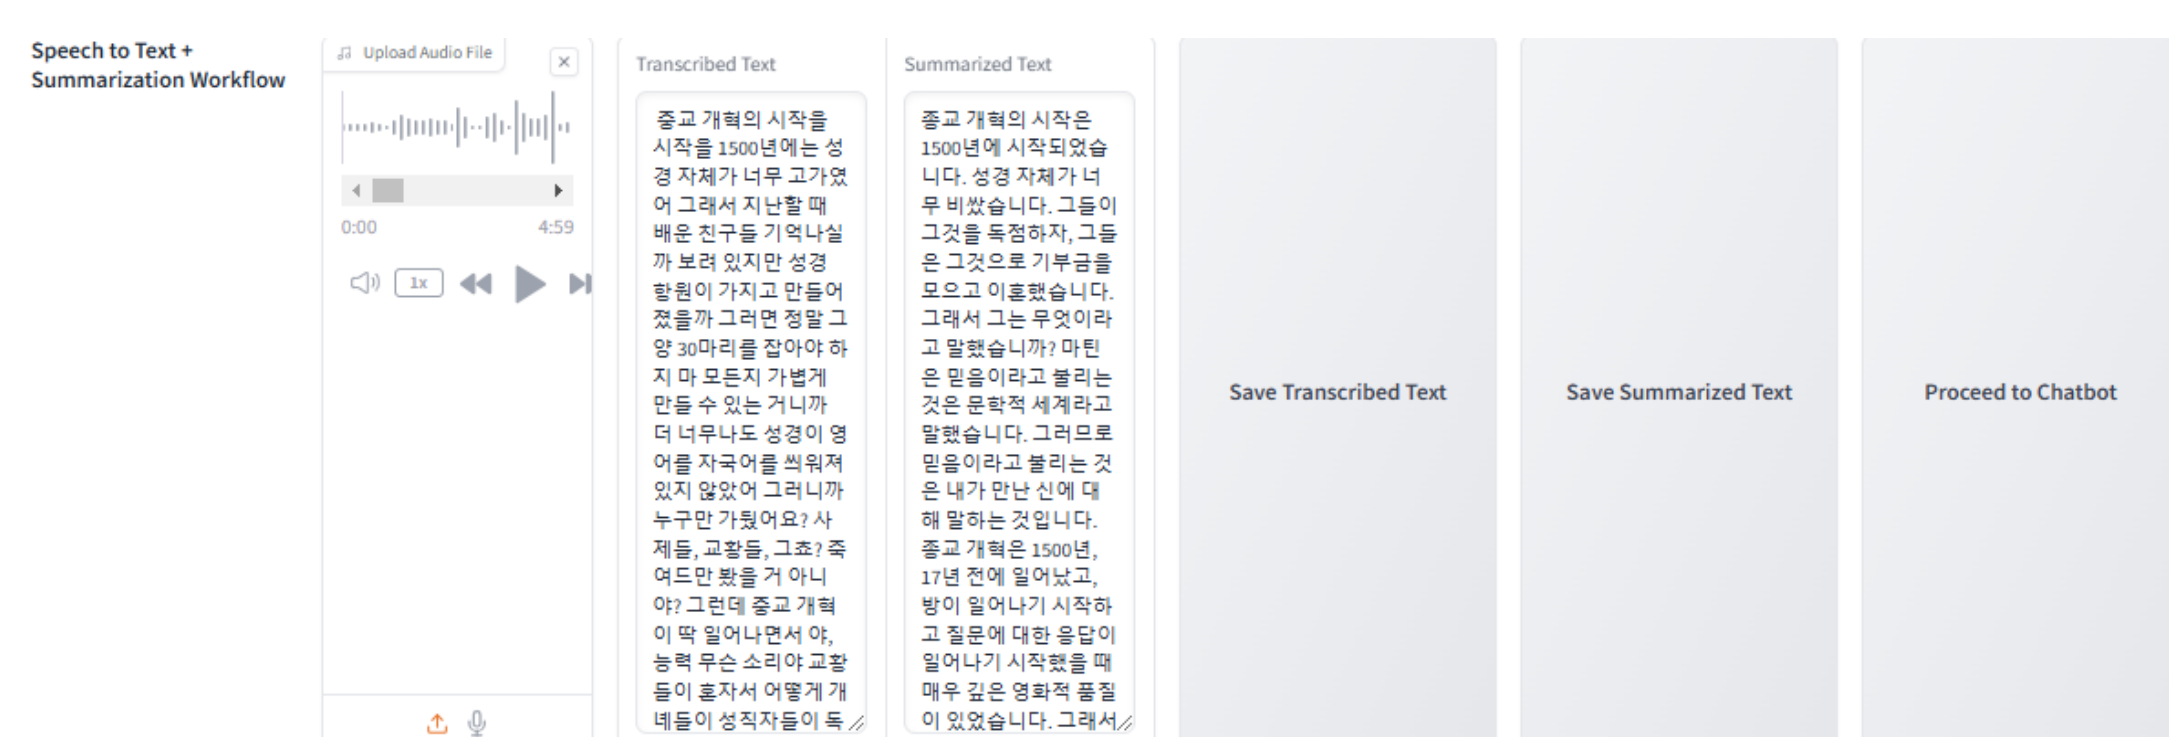 Speech to Text +
Summarization Workflow
Upload Audio File
0:00
4:59
1x
Transcribed Text
중교 개혁의 시작을
시작을 1500년에는 성
경 자체가 너무 고가였
어 그래서 지난할 때
배운 친구들 기억나실
까 보려 있지만 성경
항원이 가지고 만들어
졌을까 그러면 정말 그
양 30마리를 잡아야 하
지 마 모든지 가볍게
만들 수 있는 거니까
더 너무나도 성경이 영
어를 자국어를 씌워져
있지 않았어 그러니까
누구만 가줬어요? 사
제들, 교황들, 그쵸? 죽
여드만 봤을 거 아니
야? 그런데 중교 개혁
이 딱 일어나면서 야,
능력 무슨 소리야 교황
들이 혼자서 어떻게 개
네들이 성직자들이 독
Summarized Text
종교 개혁의 시작은
1500년에 시작되었습
니다. 성경 자체가 너
무 비쌌습니다. 그들이
그것을 독점하자, 그들
은 그것으로 기부금을
모으고 이혼했습니다.
그래서 그는 무엇이라
고 말했습니까? 마틴
은 믿음이라고 불리는
것은 문학적 세계라고
말했습니다. 그러므로
믿음이라고 불리는 것
은 내가 만난 신에 대
해 말하는 것입니다.
종교 개혁은 1500년,
17년 전에 일어났고,
방이 일어나기 시작하
고 질문에 대한 응답이
일어나기 시작했을 때
매우 깊은 영화적 품질
이 있었습니다. 그래서
Save Transcribed Text
Save Summarized Text
Proceed to Chatbot